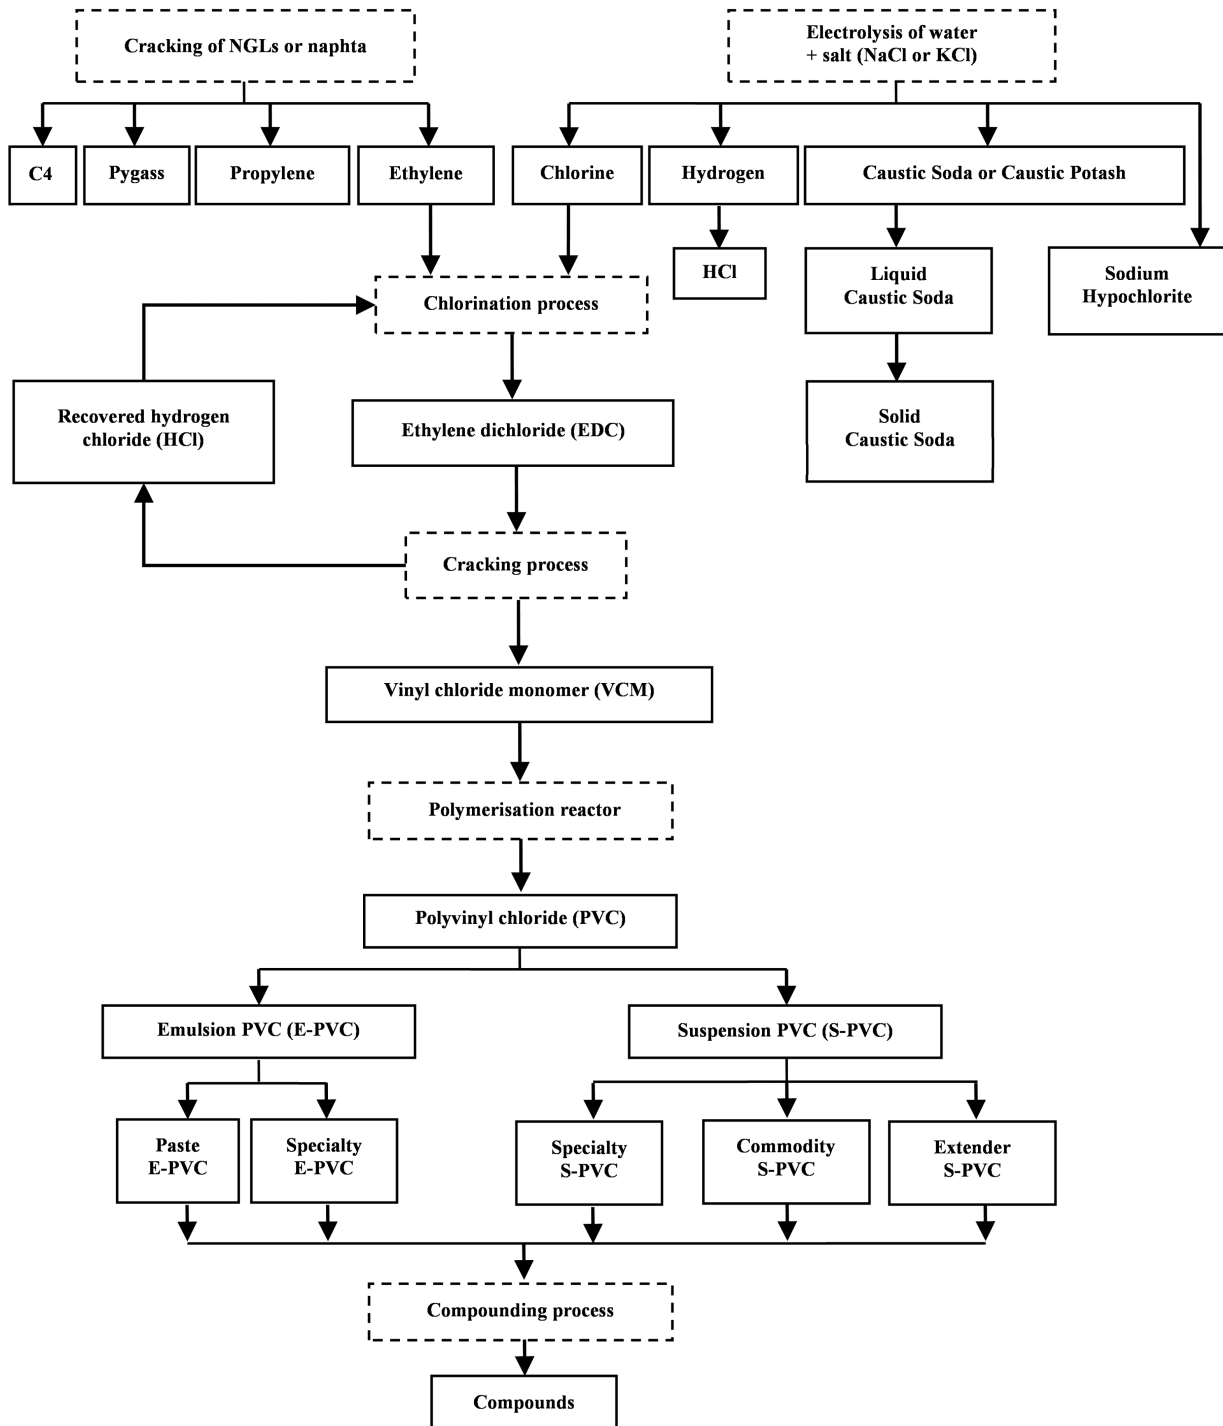 Cracking of NGLs or naphta
Electrolysis of water
+ salt (NaCl or KCl)
C4
Pygass
Propylene
Ethylene
Chlorine
Hydrogen
Caustic Soda or Caustic Potash
HCl
Liquid
Caustic Soda
Sodium
Hypochlorite
Chlorination process
Recovered hydrogen
chloride (HCl)
Ethylene dichloride (EDC)
Solid
Caustic Soda
Cracking process
Vinyl chloride monomer (VCM)
Polymerisation reactor
Polyvinyl chloride (PVC)
Emulsion PVC (E-PVC)
Suspension PVC (S-PVC)
Paste
E-PVC
Specialty
E-PVC
Specialty
S-PVC
Commodity
S-PVC
Extender
S-PVC
Compounding process
Compounds